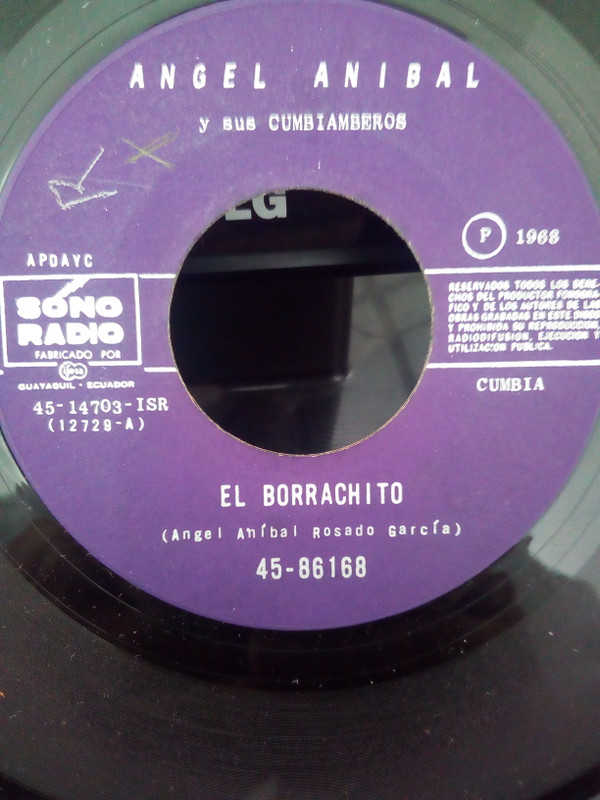 ANGEL ANIBAL
y sus CUMBIAMBEROS
EG
P 1968
APDAYC
SONO
RADIO
FABRICADO POR
ifesa
GUAYAQUIL - ECUADOR
45-14703-ISR
(12729-A)
RESERVADOS TODOS LOS DERE-
CHOS DEL PRODUCTOR FONOGRA-
FICO Y DE LOS AUTORES DE LAS
OBRAS GRABADAS EN ESTE DISCO
Y PROHIBIDA SU REPRODUCCION,
RADIODIFUSION, EJECUCION Y
UTILIZACION PUBLICA.
CUMBIA
EL BORRACHITO
(Angel Aníbal Rosado García)
45-86168